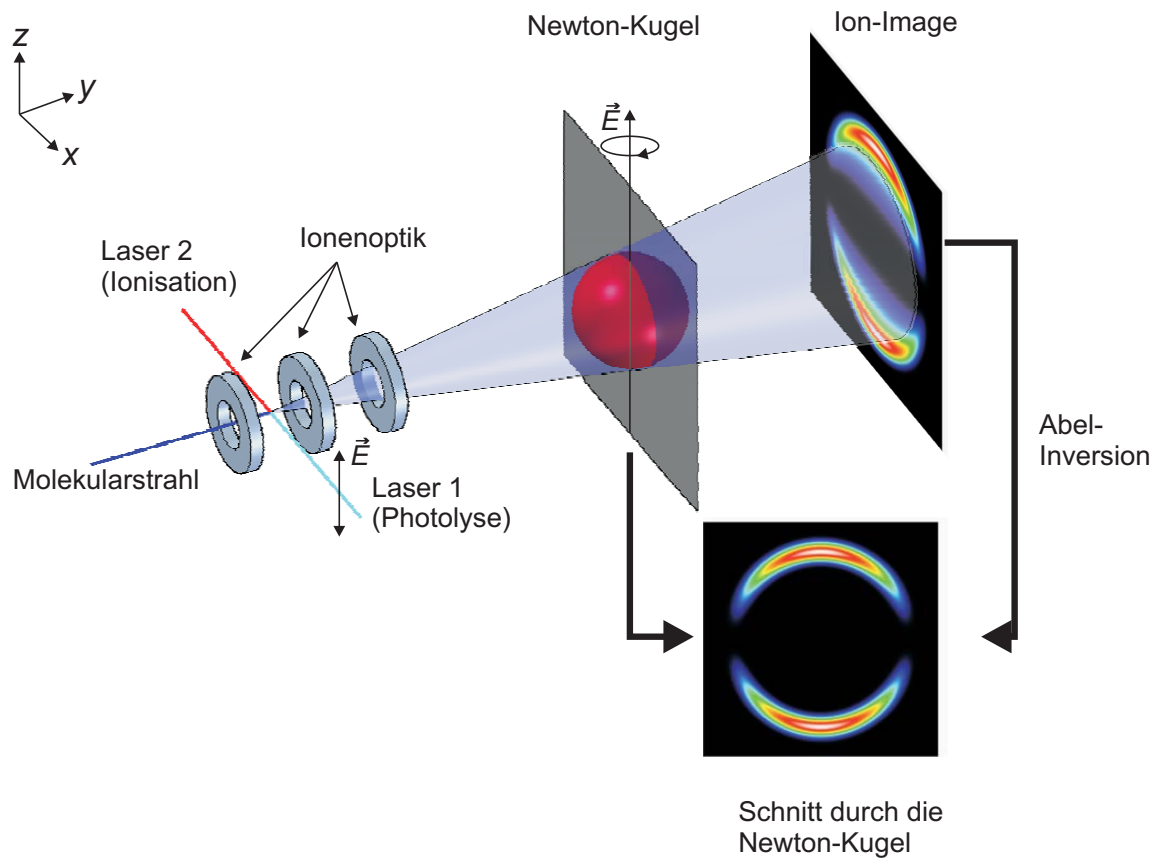 Newton-Kugel
Ion-Image
z
y
x
E
Laser 2
(Ionisation)
Ionenoptik
Molekularstrahl
E
Laser 1
(Photolyse)
Abel-
Inversion
Schnitt durch die
Newton-Kugel